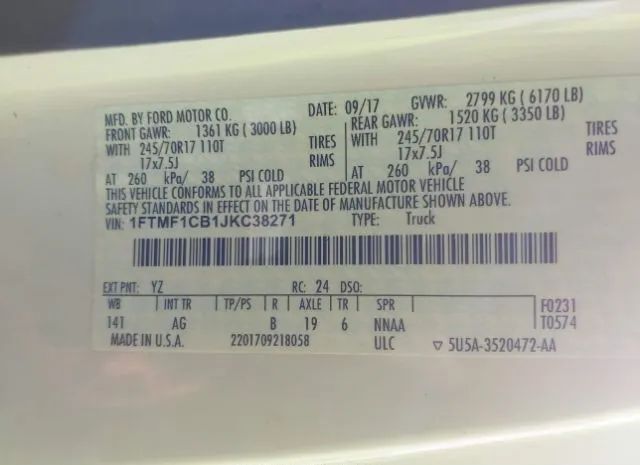 MFD. BY FORD MOTOR CO. DATE: 09/17 GVWR: 2799 KG ( 6170 LB)
FRONT GAWR: 1361 KG ( 3000 LB) REAR GAWR: 1520 KG ( 3350 LB)
WITH 245/70R17 110T TIRES WITH 245/70R17 110T TIRES
17x7.5J RIMS 17x7.5J RIMS
AT 260 kPa/ 38 PSI COLD AT 260 kPa/ 38 PSI COLD
THIS VEHICLE CONFORMS TO ALL APPLICABLE FEDERAL MOTOR VEHICLE
SAFETY STANDARDS IN EFFECT ON THE DATE OF MANUFACTURE SHOWN ABOVE.
VIN: 1FTMF1CB1JKC38271 TYPE: Truck
EXT PNT: YZ RC: 24 DSO:
WB INT TR TP/PS R AXLE TR SPR F0231
141 AG B 19 6 NNAA T0574
MADE IN U.S.A. 2201709218058 ULC ▽ 5U5A-3520472-AA